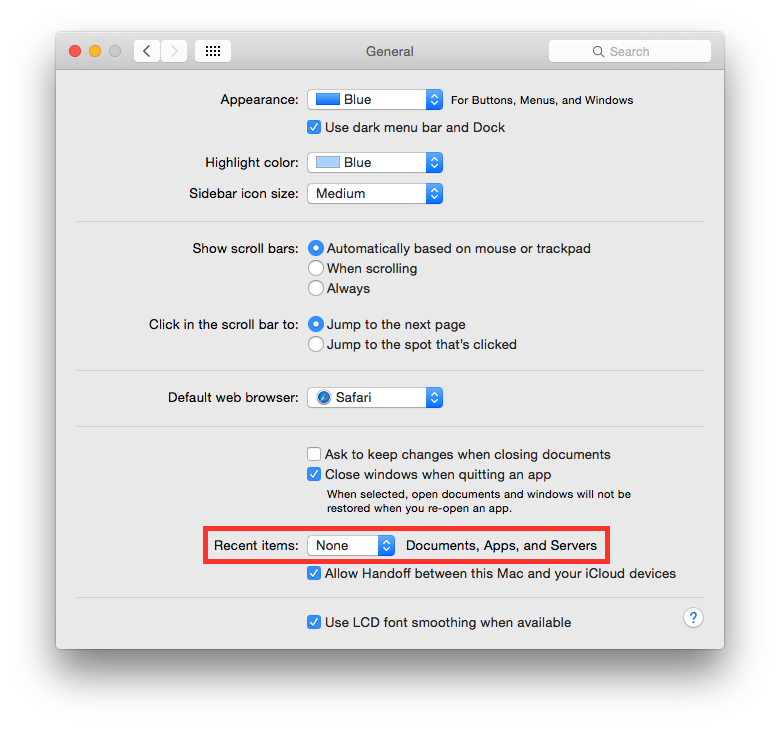 General
Search
Appearance: Blue For Buttons, Menus, and Windows
Use dark menu bar and Dock
Highlight color: Blue
Sidebar icon size: Medium
Show scroll bars: Automatically based on mouse or trackpad
When scrolling
Always
Click in the scroll bar to: Jump to the next page
Jump to the spot that's clicked
Default web browser: Safari
Ask to keep changes when closing documents
Close windows when quitting an app
When selected, open documents and windows will not be
restored when you re-open an app.
Recent items: None Documents, Apps, and Servers
Allow Handoff between this Mac and your iCloud devices
Use LCD font smoothing when available
?